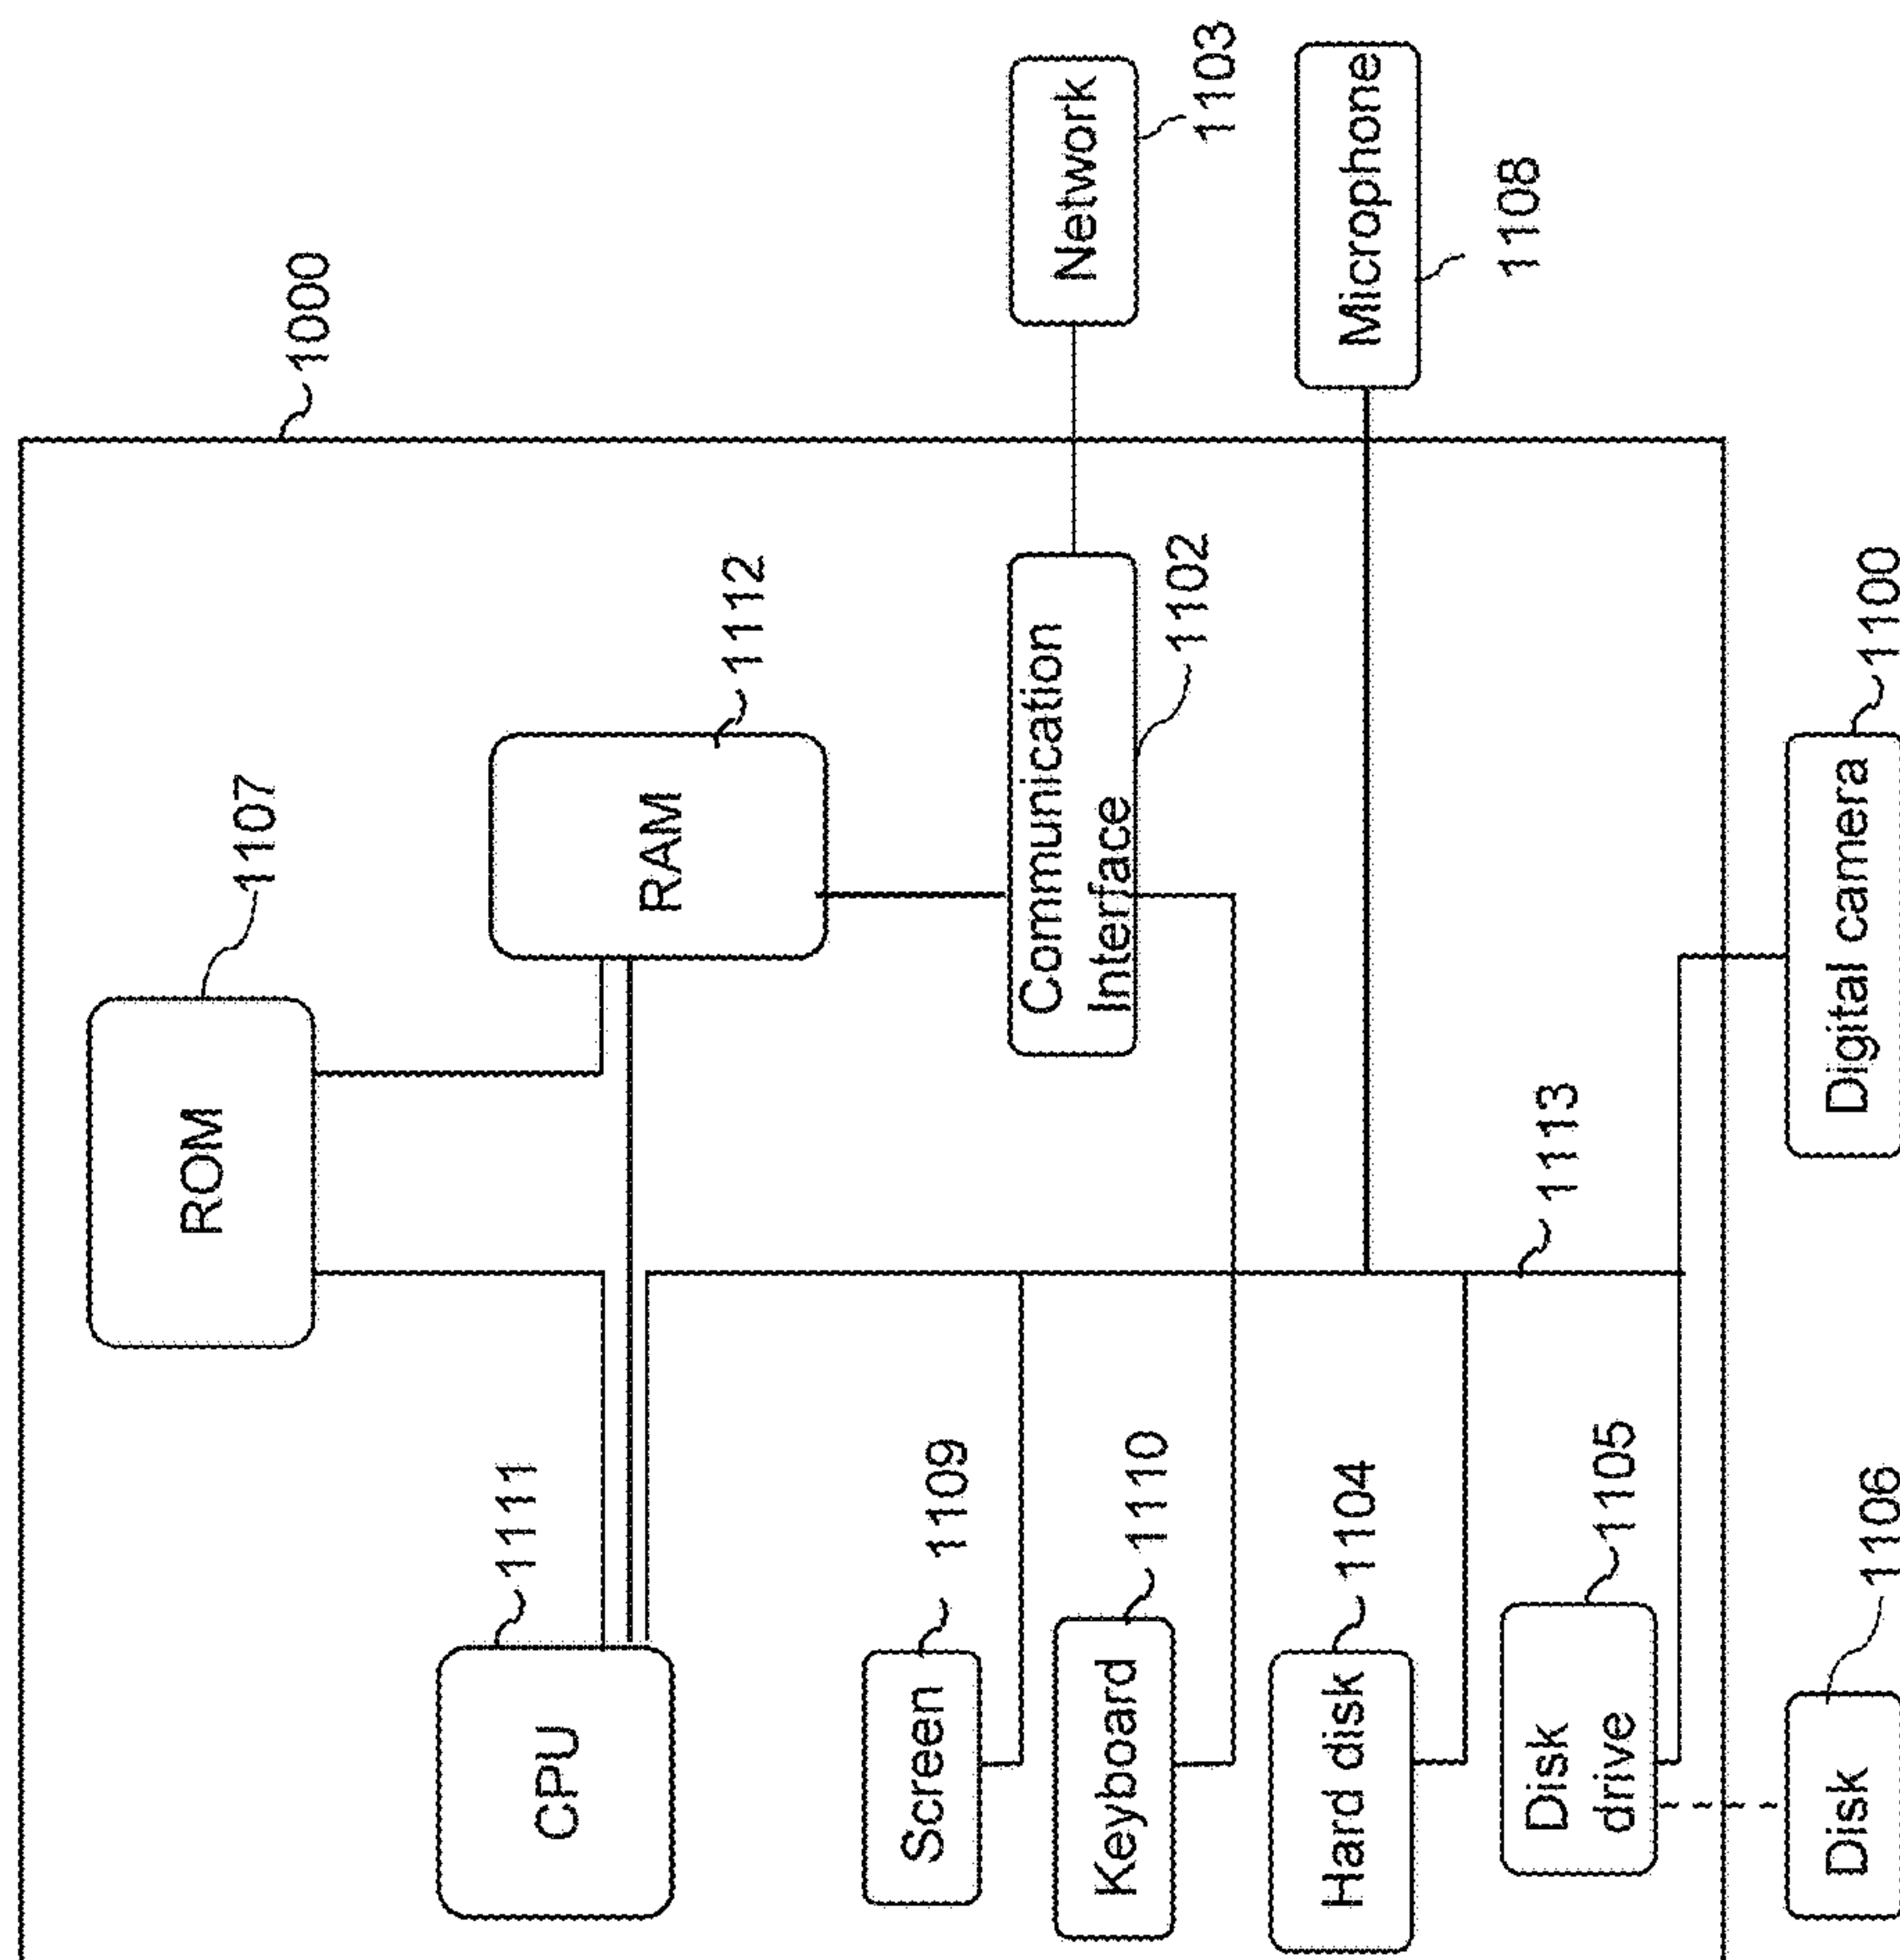 1000
ROM
1107
CPU
1111
RAM
1112
Screen
1109
Keyboard
1110
Communication
Interface
1102
Network
1103
Hard disk
1104
Microphone
1108
Disk
drive
1105
1113
Disk
1106
Digital camera
1100